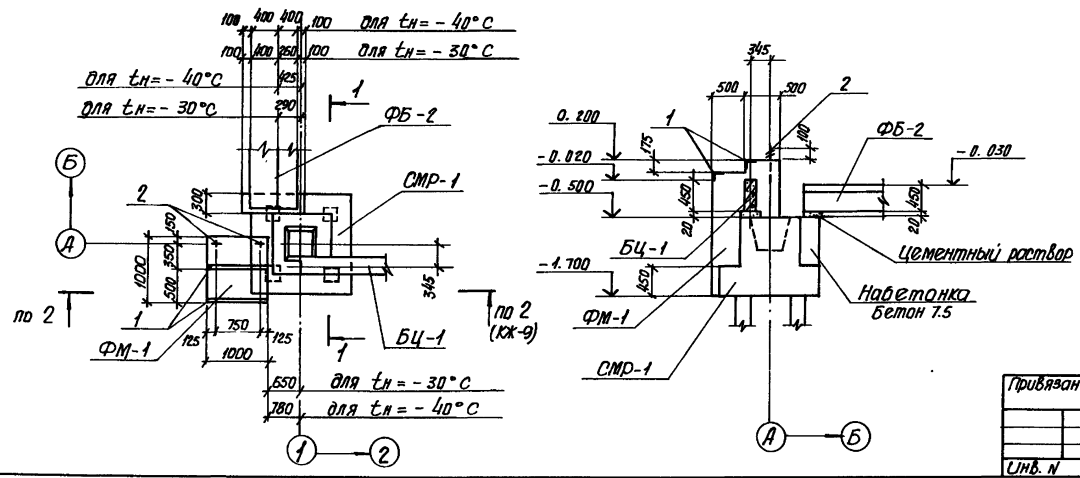 100 400 400 100 для tн = - 40°С
100 400 260 100 для tн = - 30°С
для tн = - 40°С 425
для tн = - 30°С 290
1
ФБ-2
СМР-1
Б
А
2
300
150
350
500
1000
345
по 2
по 2
(КЖ-9)
1
ФМ-1
125 750 125
1000
1
БЦ-1
650 для tн = - 30°С
780 для tн = - 40°С
1 2
345
500 500
2
1
100
0.200
175
ФБ-2
-0.020
-0.030
450
450
-0.500
20
20
БЦ-1
Цементный раствор
-1.700
450
Набетонка
Бетон 7.5
ФМ-1
СМР-1
А Б
Привязан
Инв. N